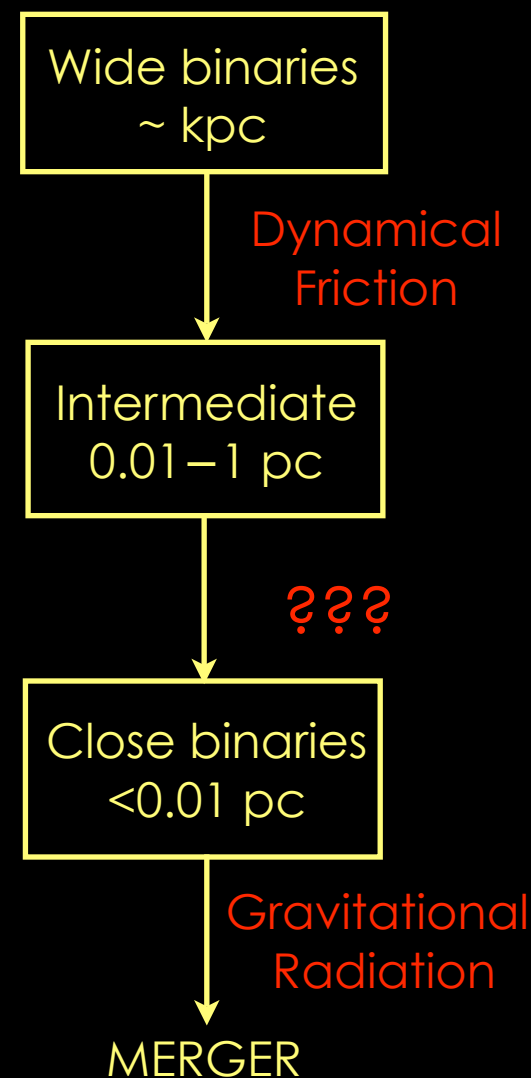 Wide binaries
~ kpc
Dynamical
Friction
Intermediate
0.01–1 pc
???
Close binaries
<0.01 pc
Gravitational
Radiation
MERGER